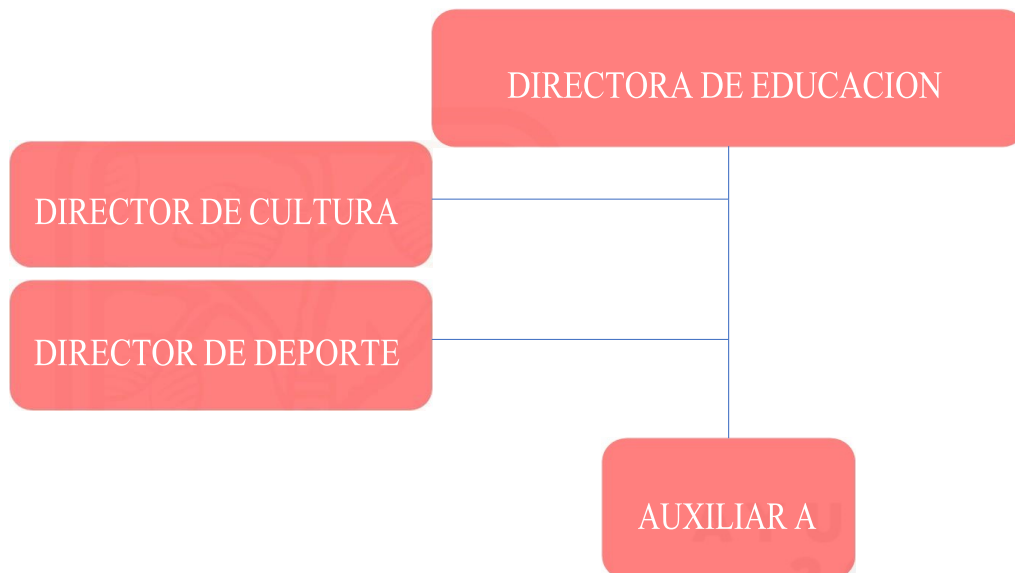 DIRECTORA DE EDUCACION
DIRECTOR DE CULTURA
DIRECTOR DE DEPORTE
AUXILIAR A